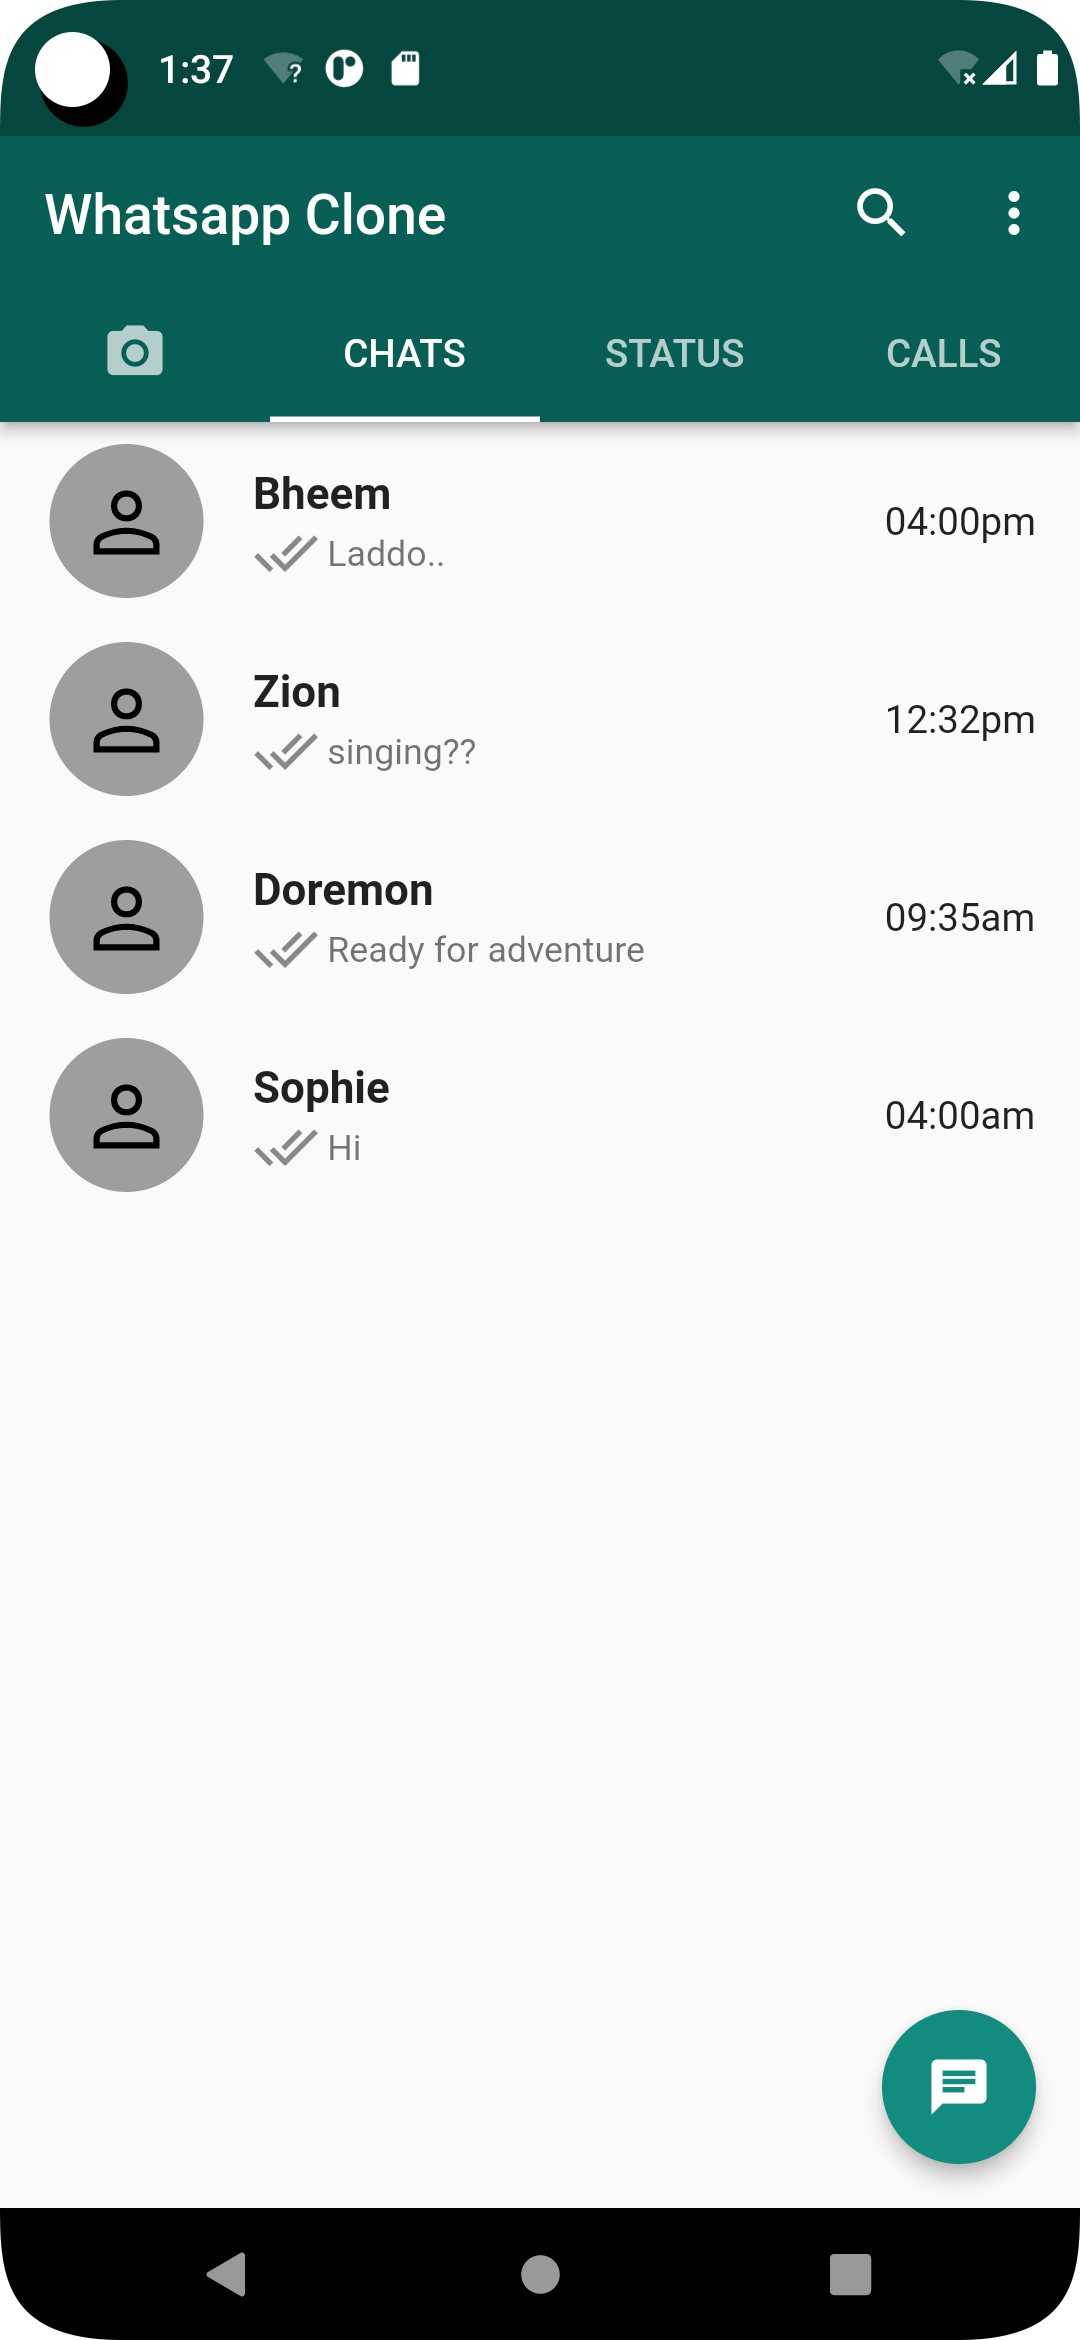 1:37
Whatsapp Clone
CHATS STATUS CALLS
Bheem
Laddo..
04:00pm
Zion
singing??
12:32pm
Doremon
Ready for adventure
09:35am
Sophie
Hi
04:00am